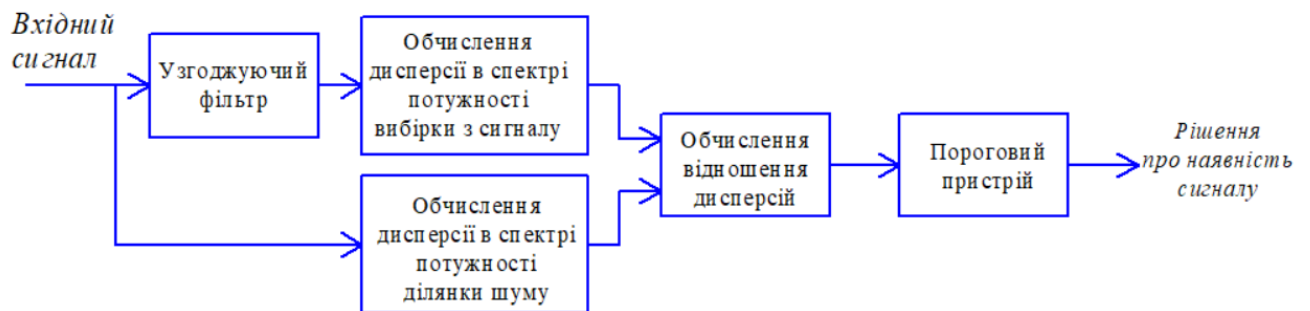 Вхідний
сигнал
Узгоджуючий
фільтр
Обчислення
дисперсії в спектрі
потужності
вибірки з сигналу
Обчислення
дисперсії в спектрі
потужності
ділянки шуму
Обчислення
відношення
дисперсій
Пороговий
пристрій
Рішення
про наявність
сигналу